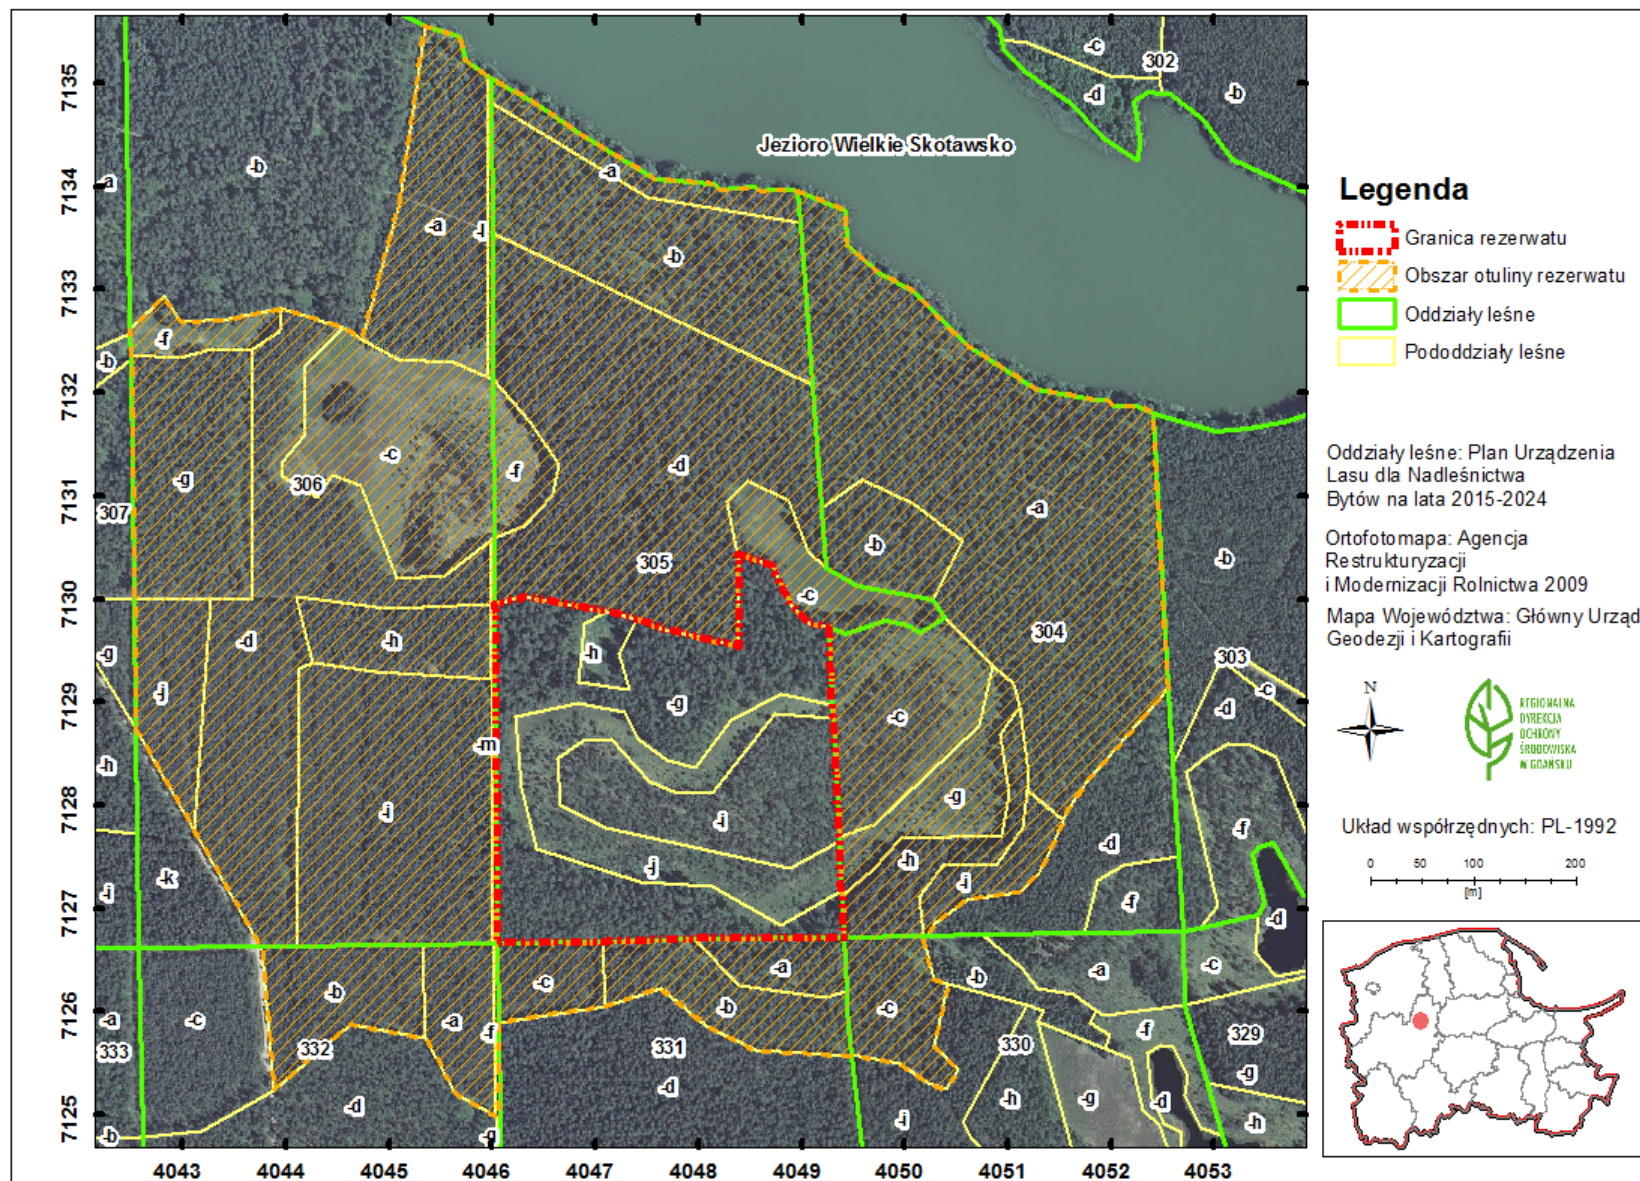 -c
302
-d
-b
Jezioro Wielkie Skotawsko
-a
-b
-a
-a
-l
-b
-f
-b
-c
-f
-d
-g
306
307
-a
-b
-b
305
-c
304
-d
-h
-h
-g
-j
-g
-c
303
-c
-d
-m
-h
-i
-i
-g
-f
-d
-h
-j
-i
-k
-i
-f
-d
-b
-c
-a
-b
-a
-c
-b
-c
-a
-c
-a
-f
-f
333
332
331
330
329
-d
-g
-h
-g
-d
-d
-i
-h
-b
-g
7135
7134
7133
7132
7131
7130
7129
7128
7127
7126
7125
4043 4044 4045 4046 4047 4048 4049 4050 4051 4052 4053
Legenda
Granica rezerwatu
Obszar otuliny rezerwatu
Oddziały leśne
Pododdziały leśne
Oddziały leśne: Plan Urządzenia
Lasu dla Nadleśnictwa
Bytów na lata 2015-2024
Ortofotomapa: Agencja
Restrukturyzacji
i Modernizacji Rolnictwa 2009
Mapa Województwa: Główny Urząd
Geodezji i Kartografii
N
REGIONALNA
DYREKCJA
OCHRONY
ŚRODOWISKA
W GDAŃSKU
Układ współrzędnych: PL-1992
0 50 100 200
[m]